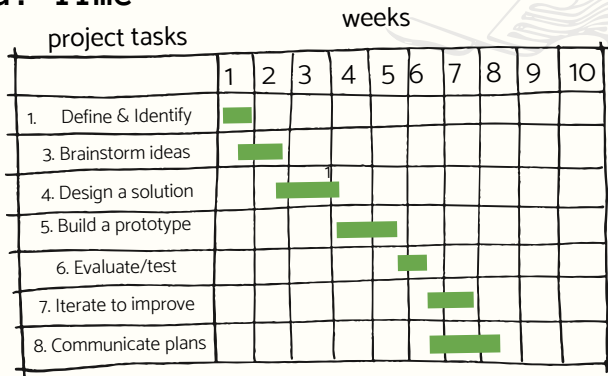 weeks
project tasks
1 2 3 4 5 6 7 8 9 10
1. Define & Identify
3. Brainstorm ideas
1
4. Design a solution
5. Build a prototype
6. Evaluate/test
7. Iterate to improve
8. Communicate plans